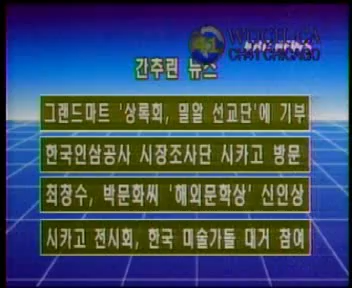 간추린 뉴스
그랜드마트 '상록회, 밀알 선교단'에 기부
한국인삼공사 시장조사단 시카고 방문
최창수, 박문화씨 '해외문학상' 신인상
시카고 전시회, 한국 미술가들 대거 참여